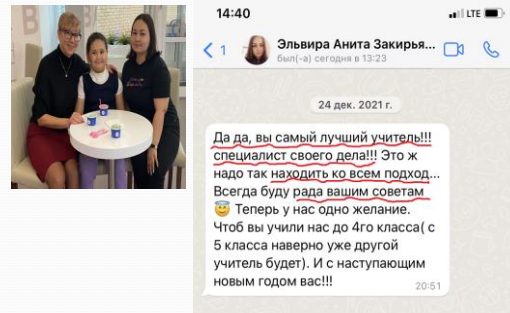 14:40
LTE
1
Эльвира Анита Закирья...
был(-а) сегодня в 13:23
24 дек. 2021 г.
Да да, вы самый лучший учитель!!!
специалист своего дела!!! Это ж
надо так находить ко всем подход...
Всегда буду рада вашим советам
😇 Теперь у нас одно желание.
Чтоб вы учили нас до 4го класса( с
5 класса наверно уже другой
учитель будет). И с наступающим
новым годом вас!!!
20:51